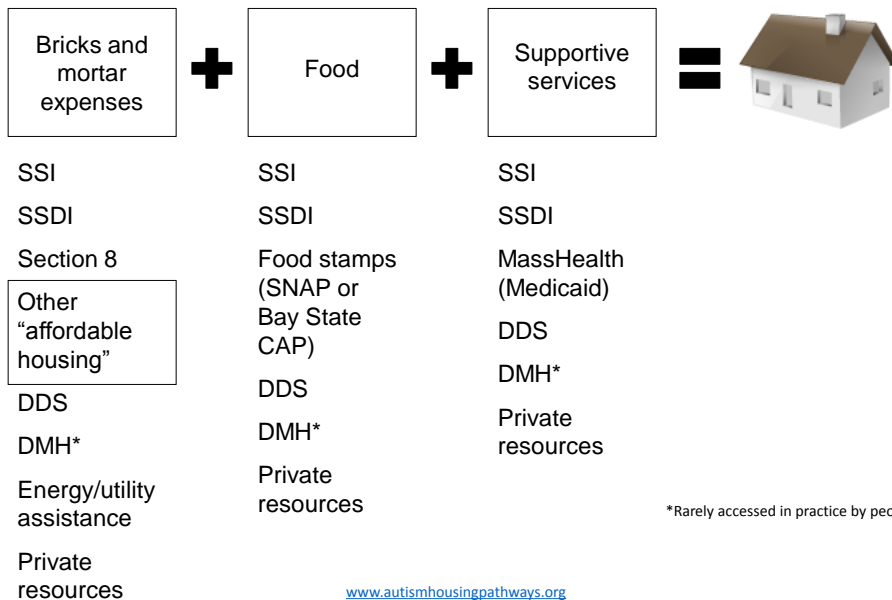 Bricks and
mortar
expenses
Food
Supportive
services
SSI
SSDI
Section 8
Other
“affordable
housing”
DDS
DMH*
Energy/utility
assistance
Private
resources
SSI
SSDI
Food stamps
(SNAP or
Bay State
CAP)
DDS
DMH*
Private
resources
SSI
SSDI
MassHealth
(Medicaid)
DDS
DMH*
Private
resources
*Rarely accessed in practice by
www.autismhousingpathways.org